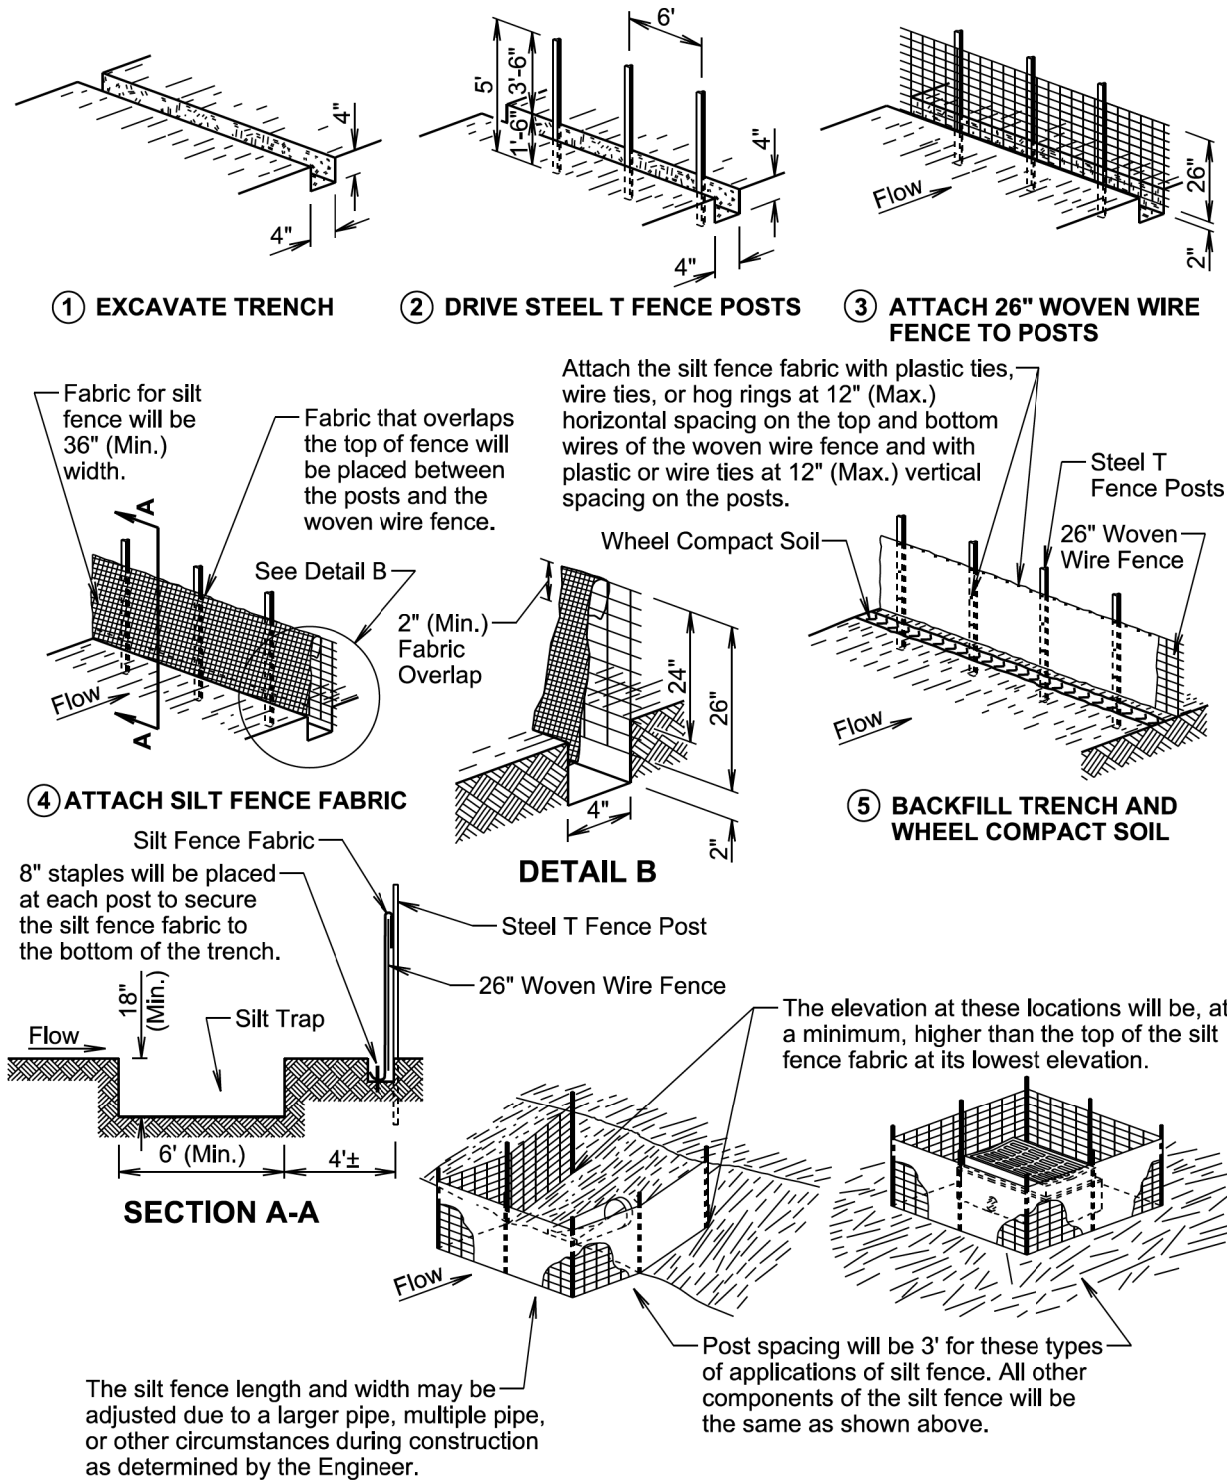 4"
4"
① EXCAVATE TRENCH
6'
5'
3'-6"
1'-6"
4"
4"
② DRIVE STEEL T FENCE POSTS
Flow
26"
2"
③ ATTACH 26" WOVEN WIRE
FENCE TO POSTS
Fabric for silt
fence will be
36" (Min.)
width.
Fabric that overlaps
the top of fence will
be placed between
the posts and the
woven wire fence.
A
See Detail B
Flow
A
④ ATTACH SILT FENCE FABRIC
Attach the silt fence fabric with plastic ties,
wire ties, or hog rings at 12" (Max.)
horizontal spacing on the top and bottom
wires of the woven wire fence and with
plastic or wire ties at 12" (Max.) vertical
spacing on the posts.
Wheel Compact Soil
Steel T
Fence Posts
26" Woven
Wire Fence
Flow
⑤ BACKFILL TRENCH AND
WHEEL COMPACT SOIL
2" (Min.)
Fabric
Overlap
24"
26"
4"
2"
DETAIL B
Silt Fence Fabric
8" staples will be placed
at each post to secure
the silt fence fabric to
the bottom of the trench.
Steel T Fence Post
26" Woven Wire Fence
18"
(Min.)
Silt Trap
Flow
6' (Min.)
4'±
SECTION A-A
The elevation at these locations will be, at
a minimum, higher than the top of the silt
fence fabric at its lowest elevation.
Flow
Post spacing will be 3' for these types
of applications of silt fence. All other
components of the silt fence will be
the same as shown above.
The silt fence length and width may be
adjusted due to a larger pipe, multiple pipe,
or other circumstances during construction
as determined by the Engineer.